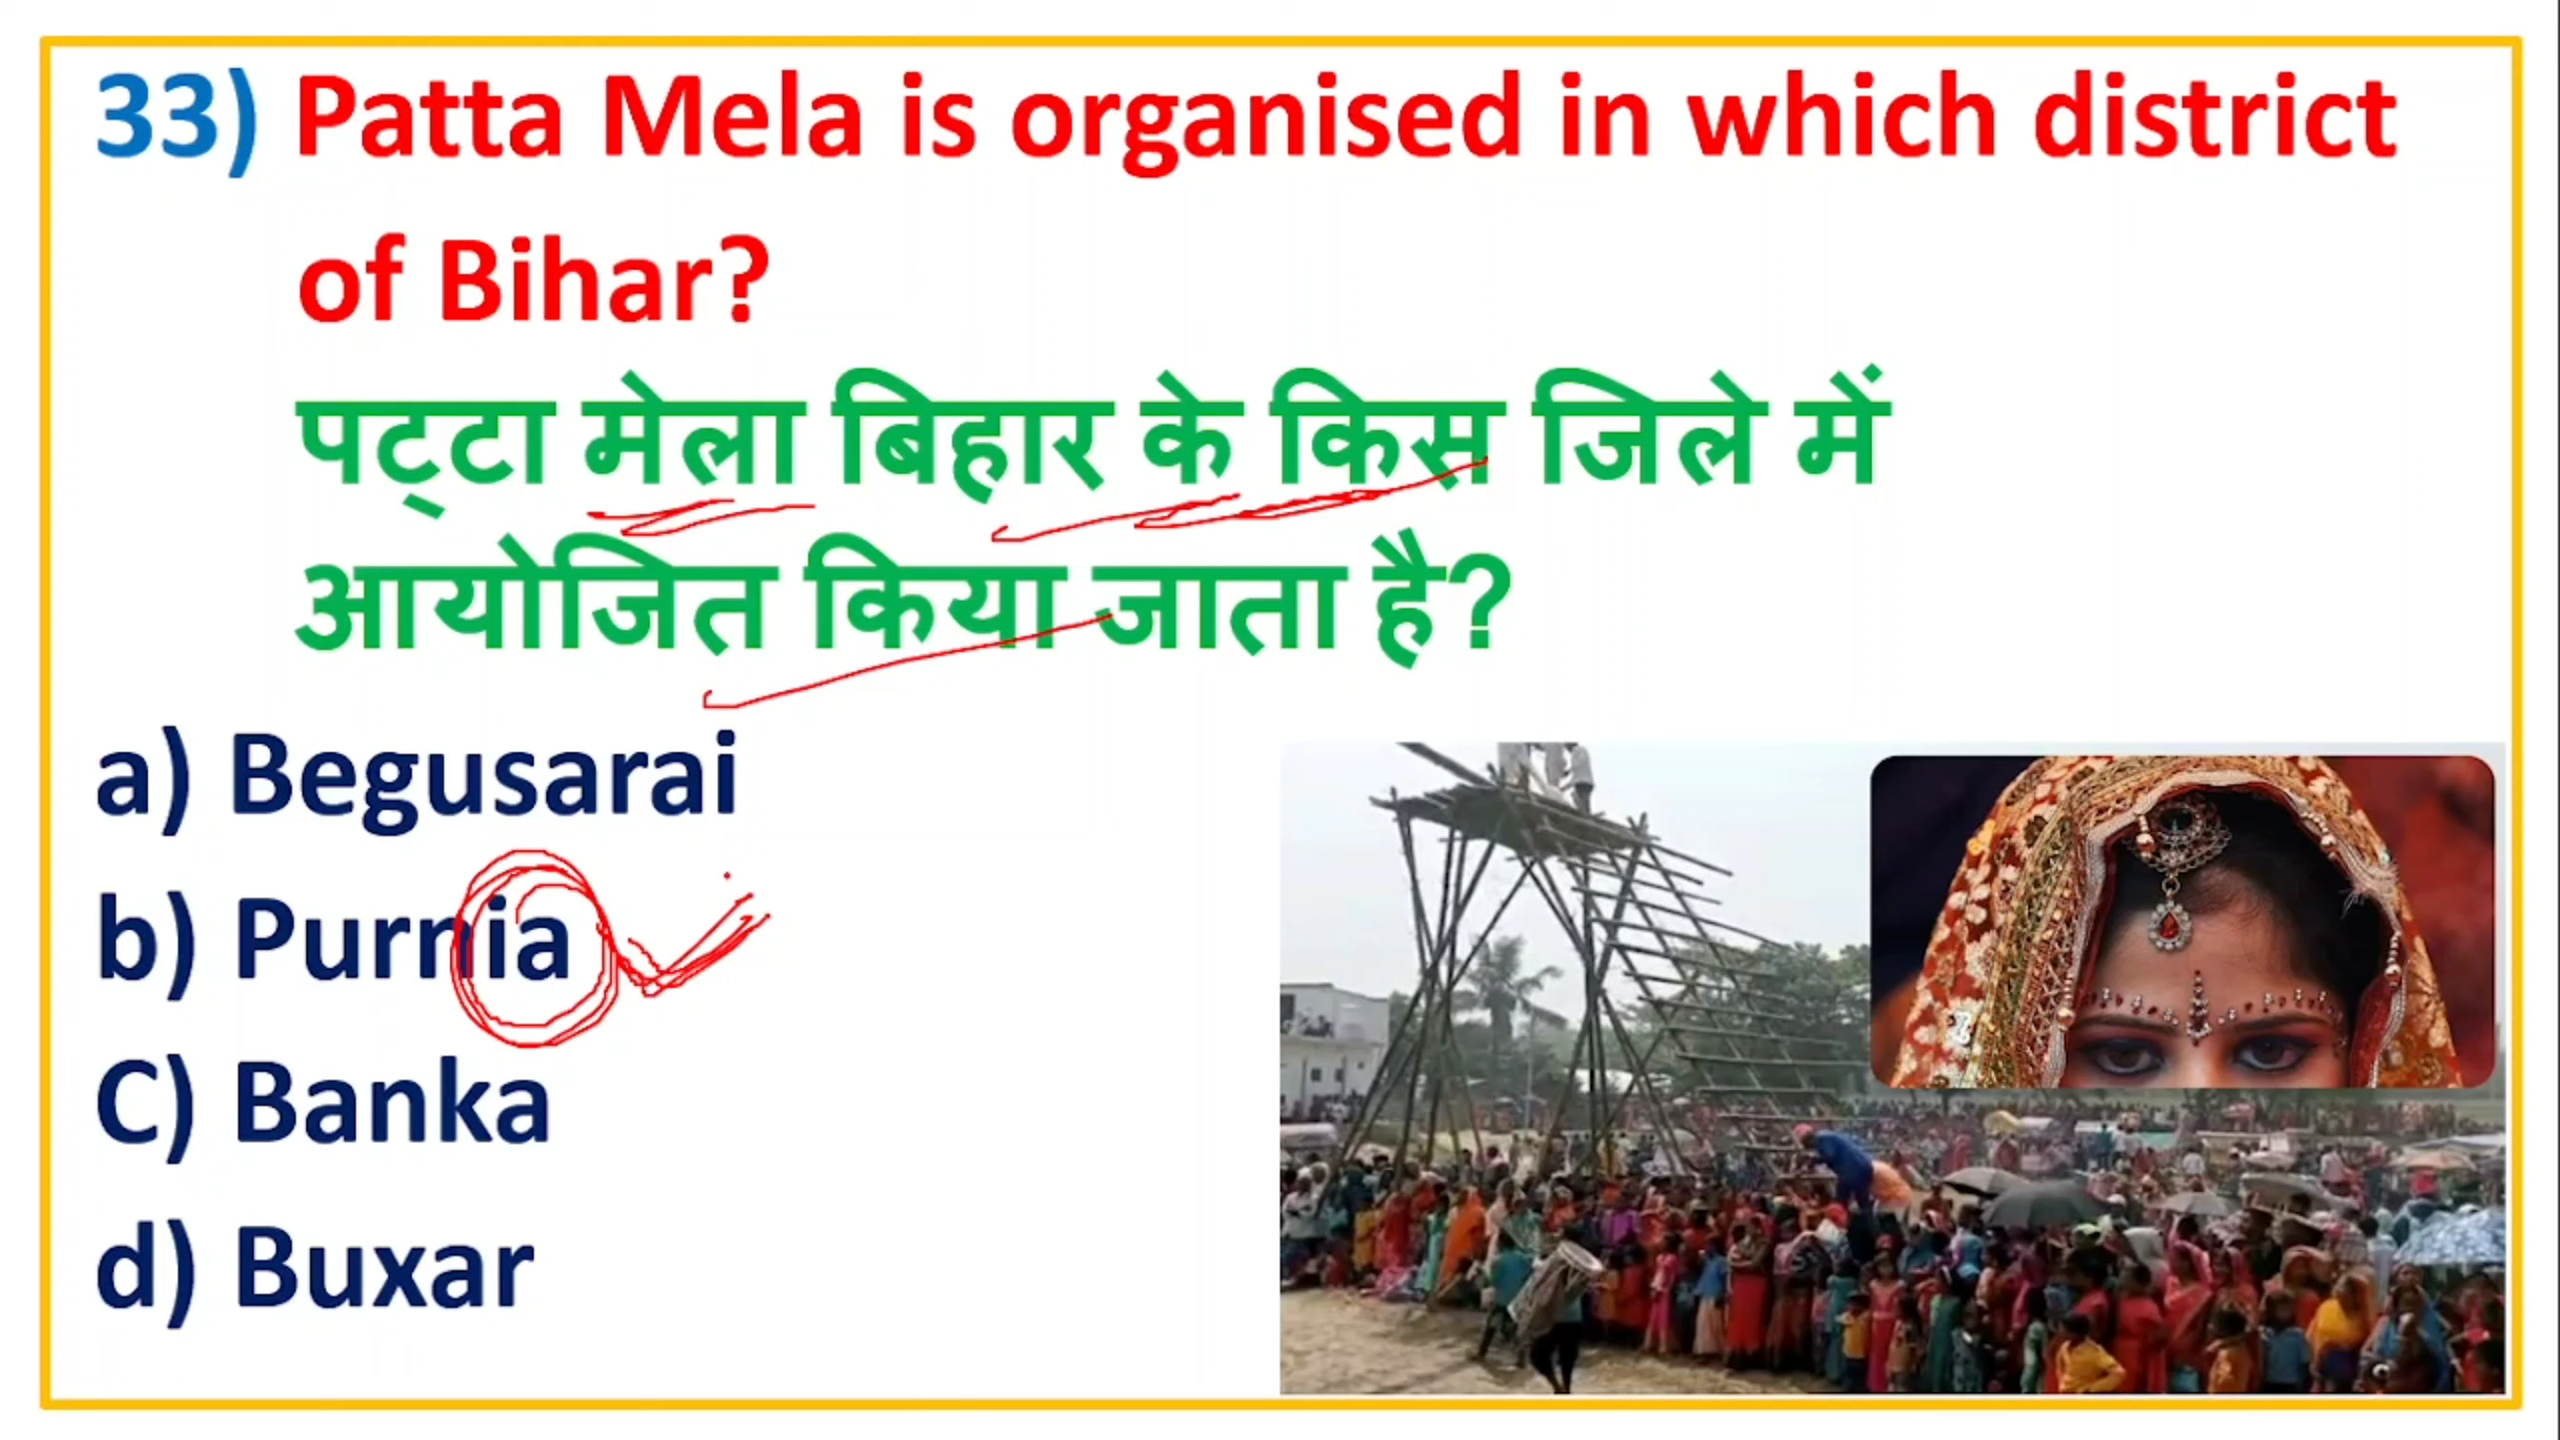 33) Patta Mela is organised in which district
of Bihar?
पट्टा मेला बिहार के किस जिले में
आयोजित किया जाता है?
a) Begusarai
b) Purnia
C) Banka
d) Buxar